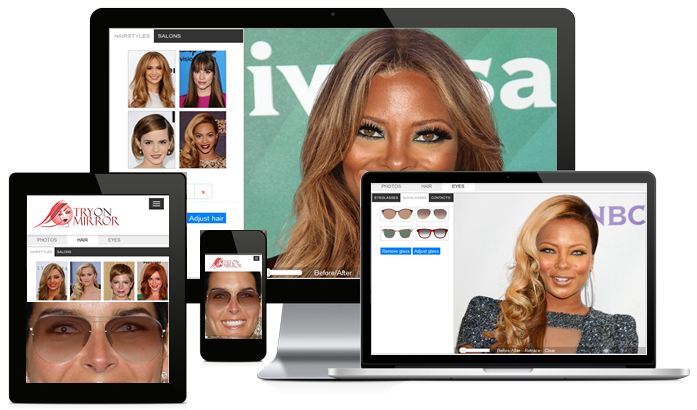 HAIRSTYLES SALONS
»
Adjust hair
Before/After
TRYON
MIRROR
PHOTOS HAIR EYES
HAIRSTYLES SALONS
PHOTOS HAIR EYES
EYEGLASSES SUNGLASSES CONTACTS
Remove glass Adjust glass
NBC
Before/After Retrace Clear